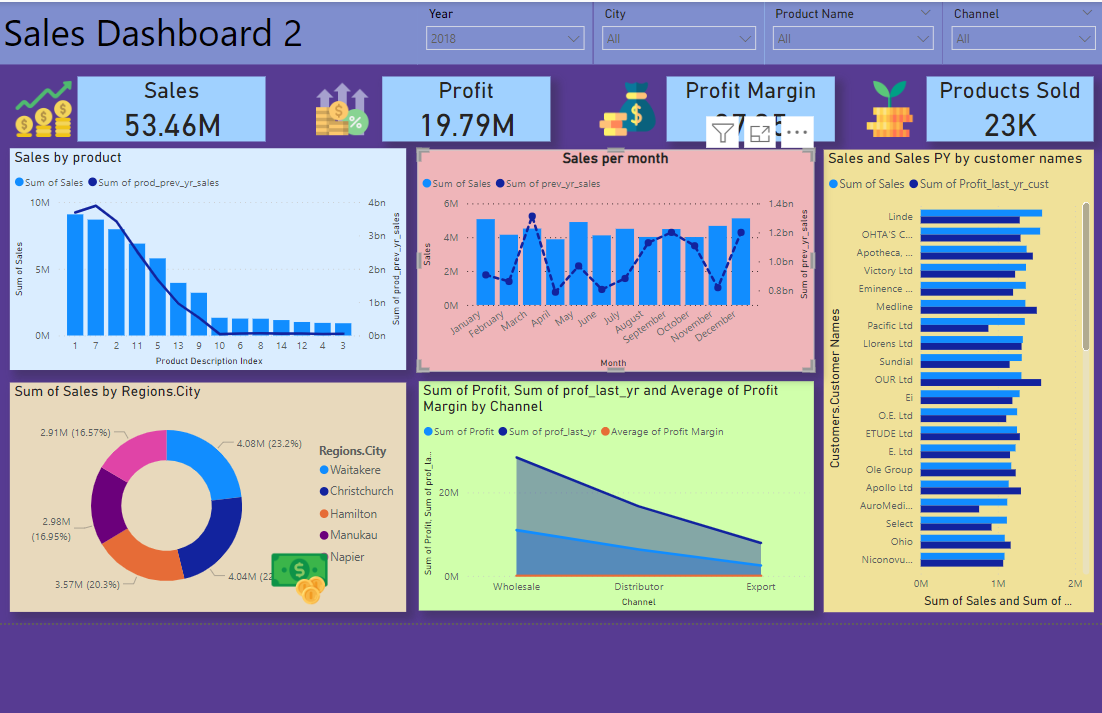 Sales Dashboard 2
Year
2018
City
All
Product Name
All
Channel
All
Sales
53.46M
Profit
19.79M
Profit Margin
Products Sold
23K
Sales by product
Sum of Sales Sum of prod_prev_yr_sales
10M
5M
0M
Sum of Sales
4bn
3bn
2bn
1bn
0bn
Sum of prod_prev_yr_sales
1 7 2 11 5 13 9 10 6 8 14 12 4 3
Product Description Index
Sales per month
Sum of Sales Sum of prev_yr_sales
6M
4M
2M
0M
Sales
1.4bn
1.2bn
1.0bn
0.8bn
Sum of prev_yr_sales
January February March April May June July August September October November December
Month
Sales and Sales PY by customer names
Sum of Sales Sum of Profit_last_yr_cust
Customers.Customer Names
Linde
OHTA'S C...
Apotheca, ...
Victory Ltd
Eminence ...
Medline
Pacific Ltd
Llorens Ltd
Sundial
OUR Ltd
Ei
O.E. Ltd
ETUDE Ltd
E. Ltd
Ole Group
Apollo Ltd
AuroMedi...
Select
Ohio
Niconovu...
0M 1M 2M
Sum of Sales and Sum of ...
Sum of Sales by Regions.City
2.91M (16.57%)
4.08M (23.2%)
2.98M
(16.95%)
3.57M (20.3%)
4.04M (22
Regions.City
Waitakere
Christchurch
Hamilton
Manukau
Napier
Sum of Profit, Sum of prof_last_yr and Average of Profit
Margin by Channel
Sum of Profit Sum of prof_last_yr Average of Profit Margin
Sum of Profit, Sum of prof_la...
20M
0M
Wholesale Distributor Export
Channel